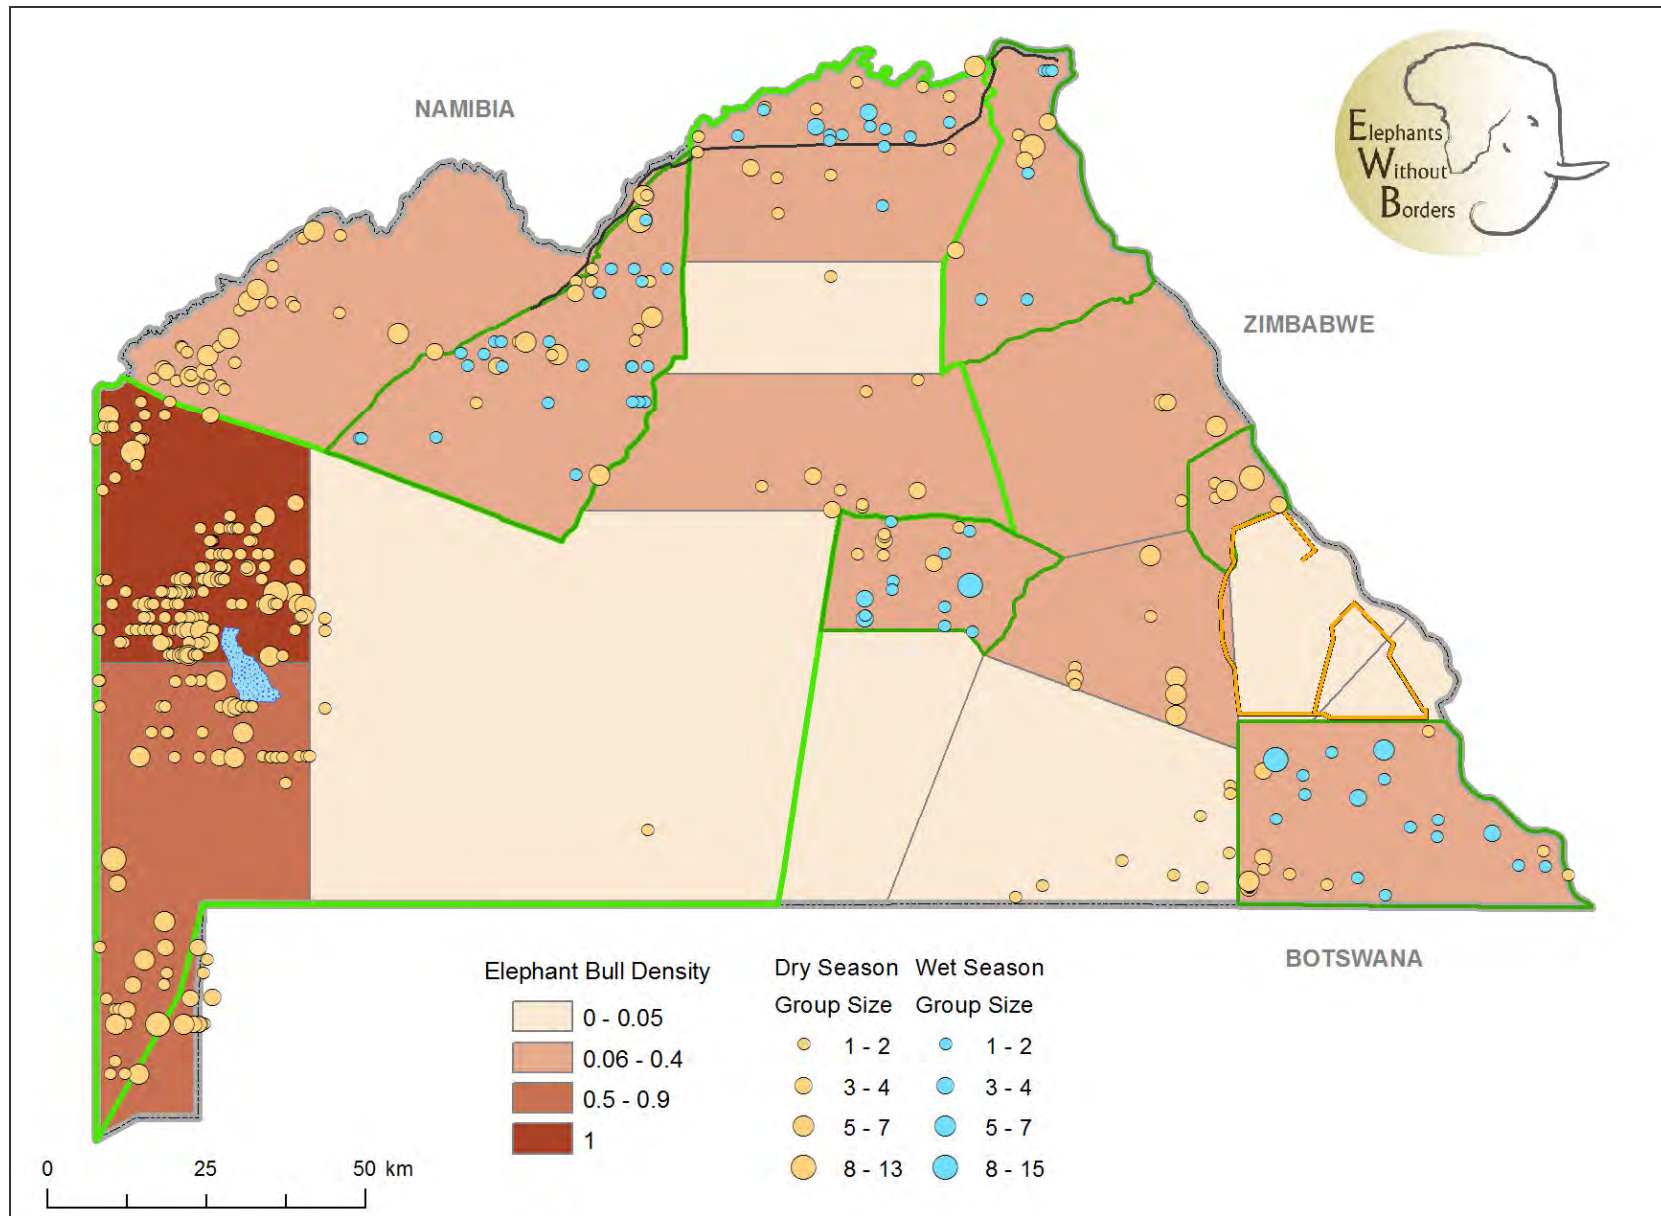 NAMIBIA
Elephants
Without
Borders
ZIMBABWE
BOTSWANA
Elephant Bull Density
0 - 0.05
0.06 - 0.4
0.5 - 0.9
1
Dry Season Wet Season
Group Size Group Size
1 - 2 1 - 2
3 - 4 3 - 4
5 - 7 5 - 7
8 - 13 8 - 15
0 25 50 km